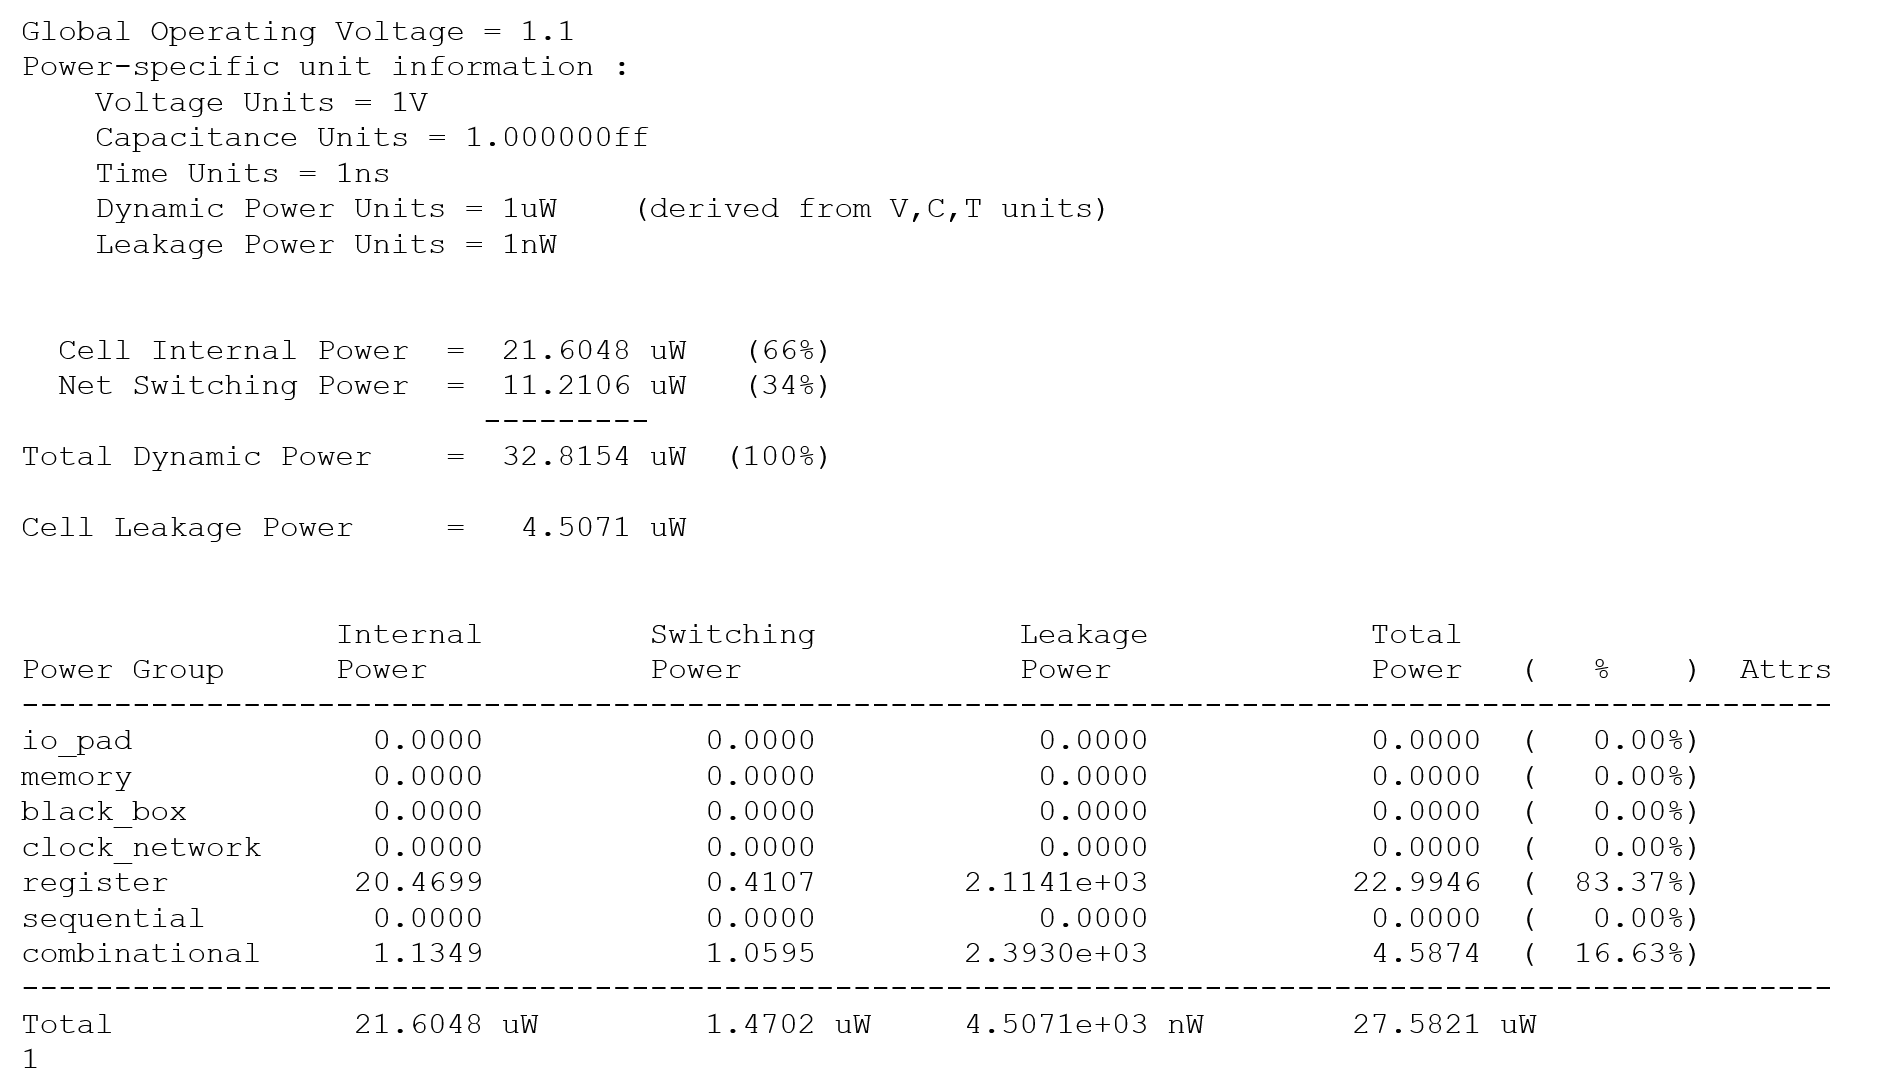 Global Operating Voltage = 1.1
Power-specific unit information :
    Voltage Units = 1V
    Capacitance Units = 1.000000ff
    Time Units = 1ns
    Dynamic Power Units = 1uW    (derived from V,C,T units)
    Leakage Power Units = 1nW
  Cell Internal Power  =  21.6048 uW   (66%)
  Net Switching Power  =  11.2106 uW   (34%)
                         ---------
Total Dynamic Power    =  32.8154 uW  (100%)
Cell Leakage Power     =   4.5071 uW
                 Internal         Switching           Leakage            Total
Power Group      Power            Power               Power              Power   (   %    )  Attrs
--------------------------------------------------------------------------------------------------
io_pad             0.0000            0.0000            0.0000            0.0000  (   0.00%)
memory             0.0000            0.0000            0.0000            0.0000  (   0.00%)
black_box          0.0000            0.0000            0.0000            0.0000  (   0.00%)
clock_network      0.0000            0.0000            0.0000            0.0000  (   0.00%)
register          20.4699            0.4107        2.1141e+03           22.9946  (  83.37%)
sequential         0.0000            0.0000            0.0000            0.0000  (   0.00%)
combinational      1.1349            1.0595        2.3930e+03            4.5874  (  16.63%)
--------------------------------------------------------------------------------------------------
Total             21.6048 uW         1.4702 uW     4.5071e+03 nW        27.5821 uW
1